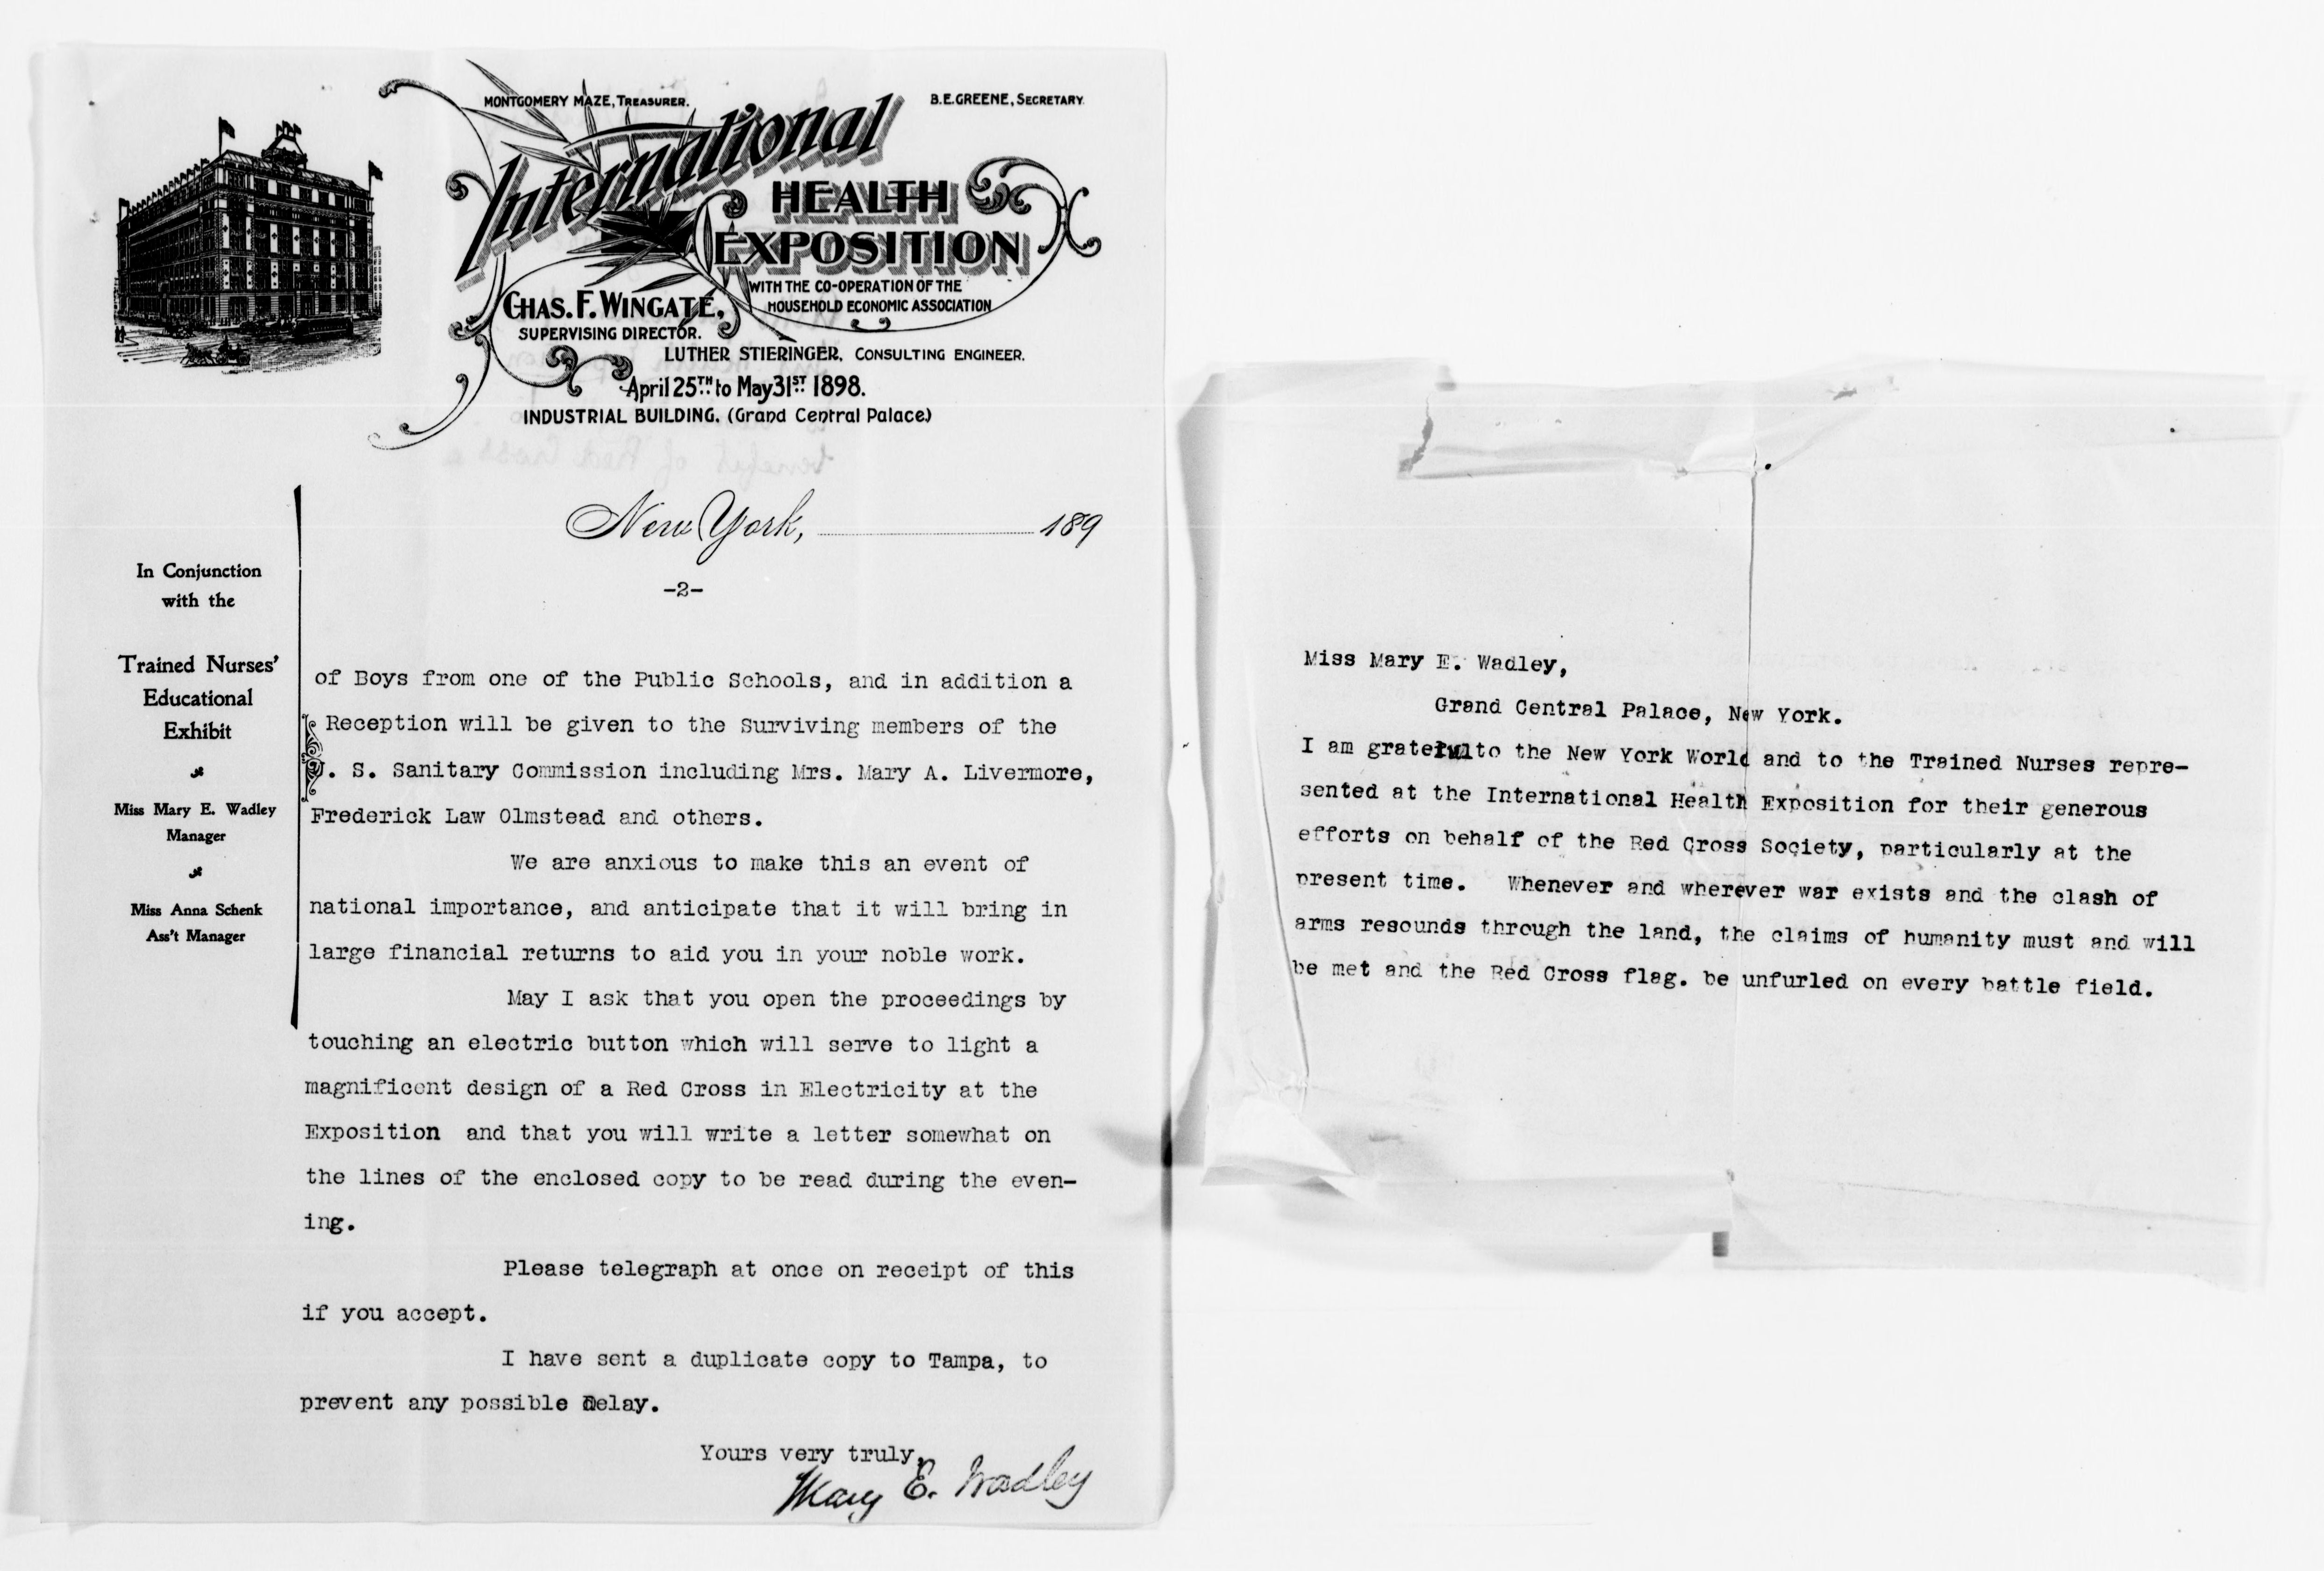 MONTGOMERY MAZE, TREASURER.
B. E. GREENE, SECRETARY.
International
HEALTH
EXPOSITION
WITH THE CO-OPERATION OF THE
HOUSEHOLD ECONOMIC ASSOCIATION
CHAS. F. WINGATE,
SUPERVISING DIRECTOR.
LUTHER STIERINGER, CONSULTING ENGINEER.
April 25TH to May 31ST 1898.
INDUSTRIAL BUILDING. (Grand Central Palace)
New York, 189
In Conjunction
with the
Trained Nurses'
Educational
Exhibit
Miss Mary E. Wadley
Manager
Miss Anna Schenk
Ass't Manager
-2-
of Boys from one of the Public Schools, and in addition a
Reception will be given to the Surviving members of the
U. S. Sanitary Commission including Mrs. Mary A. Livermore,
Frederick Law Olmstead and others.
We are anxious to make this an event of
national importance, and anticipate that it will bring in
large financial returns to aid you in your noble work.
May I ask that you open the proceedings by
touching an electric button which will serve to light a
magnificent design of a Red Cross in Electricity at the
Exposition and that you will write a letter somewhat on
the lines of the enclosed copy to be read during the even-
ing.
Please telegraph at once on receipt of this
if you accept.
I have sent a duplicate copy to Tampa, to
prevent any possible Delay.
Yours very truly,
Mary E. Wadley
Miss Mary E. Wadley,
Grand Central Palace, New York.
I am grateful to the New York World and to the Trained Nurses repre-
sented at the International Health Exposition for their generous
efforts on behalf of the Red Cross Society, particularly at the
present time. Whenever and wherever war exists and the clash of
arms resounds through the land, the claims of humanity must and will
be met and the Red Cross flag. be unfurled on every battle field.